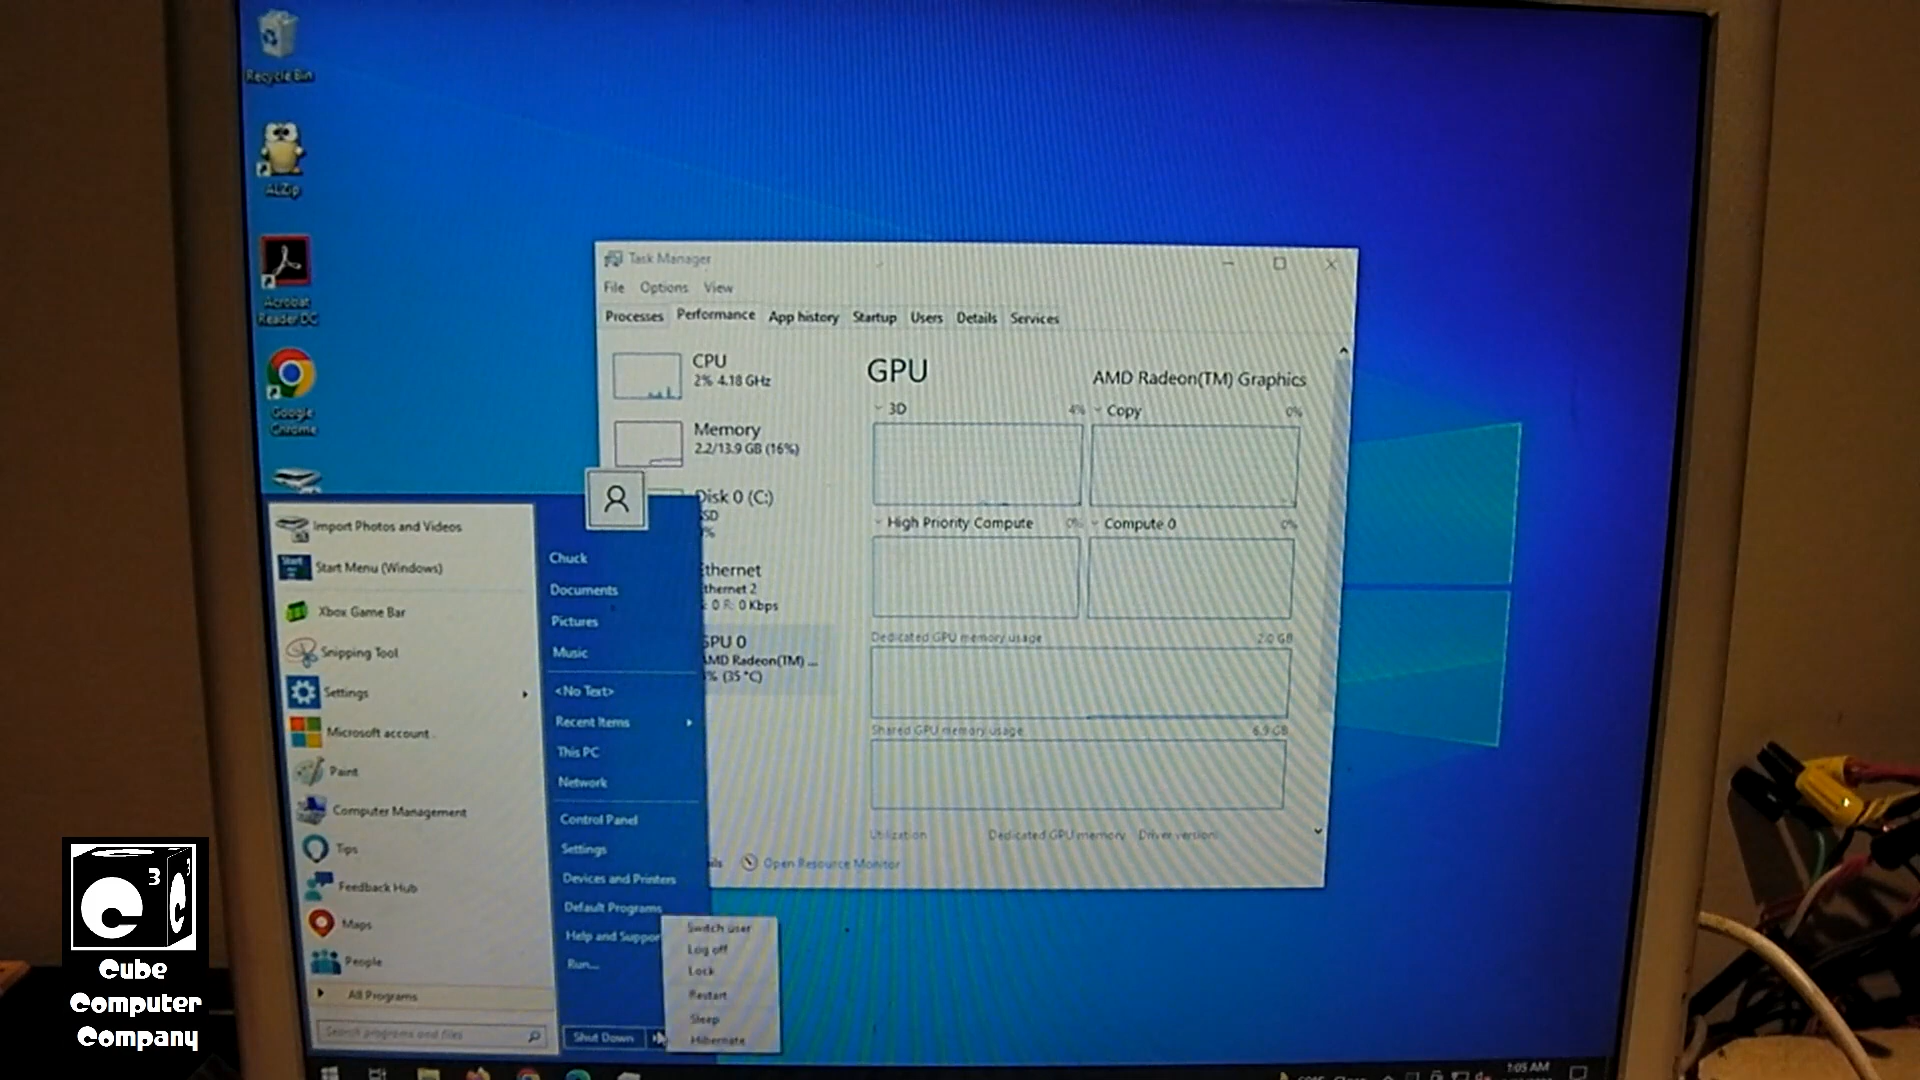 Recycle Bin
ALZip
Acrobat
Reader DC
Google
Chrome
Task Manager
File Options View
Processes Performance App history Startup Users Details Services
CPU
2% 4.18 GHz
Memory
2.2/13.9 GB (16%)
Disk 0 (C:)
SSD
Ethernet
Ethernet 2
0 R: 0 Kbps
GPU 0
AMD Radeon(TM) ...
% (35 °C)
GPU
AMD Radeon(TM) Graphics
3D 4%
Copy 0%
High Priority Compute 0%
Compute 0 0%
Dedicated GPU memory usage 2.0 GB
Shared GPU memory usage 6.9 GB
Utilization Dedicated GPU memory Driver version:
Open Resource Monitor
Import Photos and Videos
Start Menu (Windows)
Xbox Game Bar
Snipping Tool
Settings
Microsoft account
Paint
Computer Management
Tips
Feedback Hub
Maps
People
All Programs
Search programs and files
Chuck
Documents
Pictures
Music
<No Text>
Recent Items
This PC
Network
Control Panel
Settings
Devices and Printers
Default Programs
Help and Suppor
Run...
Shut Down
Switch user
Log off
Lock
Restart
Sleep
Hibernate
1:05 AM
C3
Cube
Computer
Company